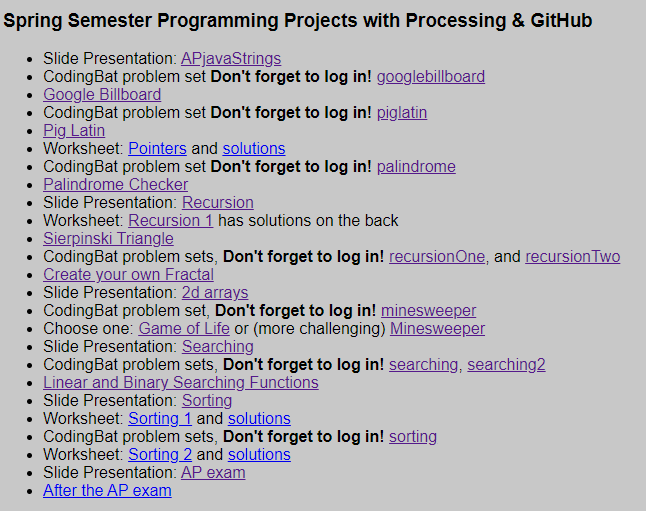 Spring Semester Programming Projects with Processing & GitHub
• Slide Presentation: APjavaStrings
• CodingBat problem set Don't forget to log in! googlebillboard
• Google Billboard
• CodingBat problem set Don't forget to log in! piglatin
• Pig Latin
• Worksheet: Pointers and solutions
• CodingBat problem set Don't forget to log in! palindrome
• Palindrome Checker
• Slide Presentation: Recursion
• Worksheet: Recursion 1 has solutions on the back
• Sierpinski Triangle
• CodingBat problem sets, Don't forget to log in! recursionOne, and recursionTwo
• Create your own Fractal
• Slide Presentation: 2d arrays
• CodingBat problem set, Don't forget to log in! minesweeper
• Choose one: Game of Life or (more challenging) Minesweeper
• Slide Presentation: Searching
• CodingBat problem sets, Don't forget to log in! searching, searching2
• Linear and Binary Searching Functions
• Slide Presentation: Sorting
• Worksheet: Sorting 1 and solutions
• CodingBat problem sets, Don't forget to log in! sorting
• Worksheet: Sorting 2 and solutions
• Slide Presentation: AP exam
• After the AP exam